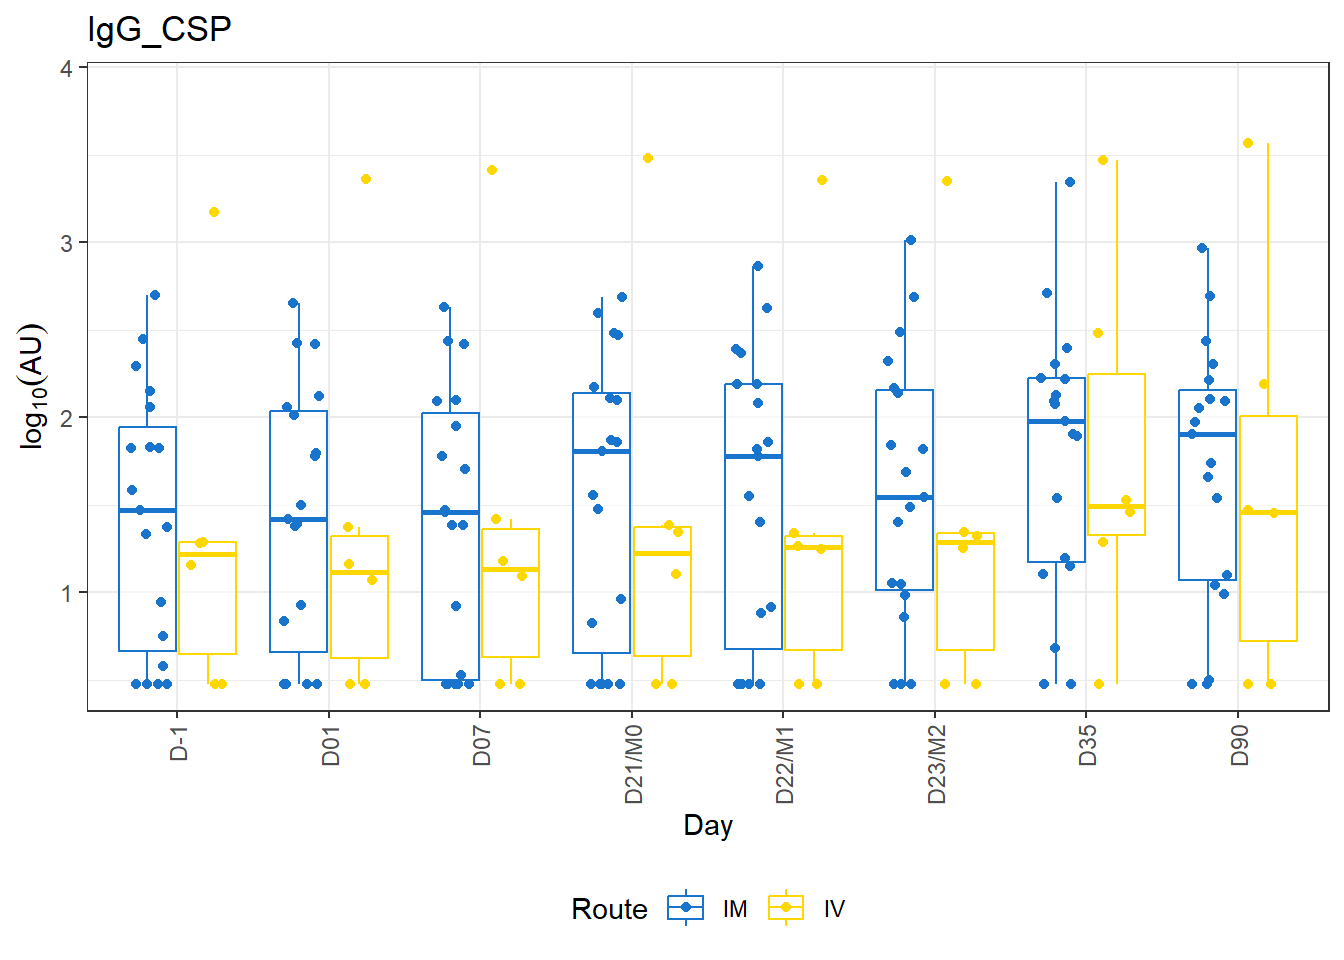 IgG_CSP
4
3
2
1
log10(AU)
D-1
D01
D07
D21/M0
D22/M1
D23/M2
D35
D90
Day
Route IM IV